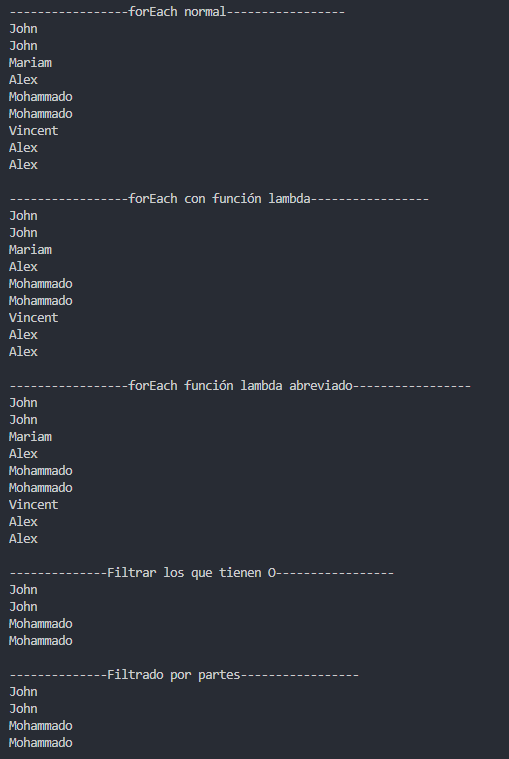 -----------------forEach normal-----------------
John
John
Mariam
Alex
Mohammado
Mohammado
Vincent
Alex
Alex
-----------------forEach con función lambda-----------------
John
John
Mariam
Alex
Mohammado
Mohammado
Vincent
Alex
Alex
-----------------forEach función lambda abreviado-----------------
John
John
Mariam
Alex
Mohammado
Mohammado
Vincent
Alex
Alex
--------------Filtrar los que tienen O-----------------
John
John
Mohammado
Mohammado
--------------Filtrado por partes-----------------
John
John
Mohammado
Mohammado